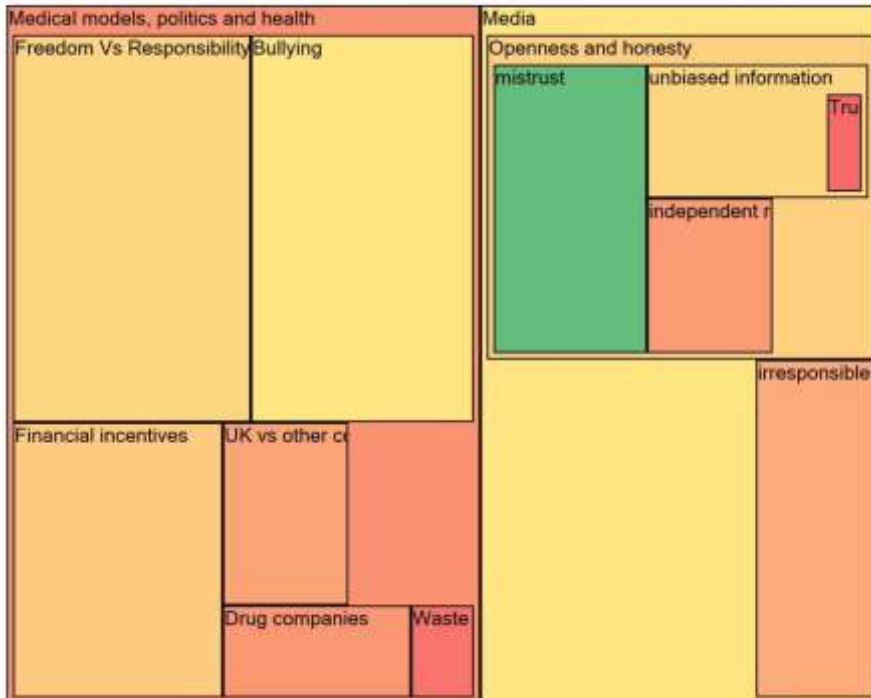 Medical models, politics and health
Freedom Vs Responsibility
Bullying
Financial incentives
UK vs other c
Drug companies
Waste
Media
Openness and honesty
mistrust
unbiased information
Tru
independent r
irresponsible